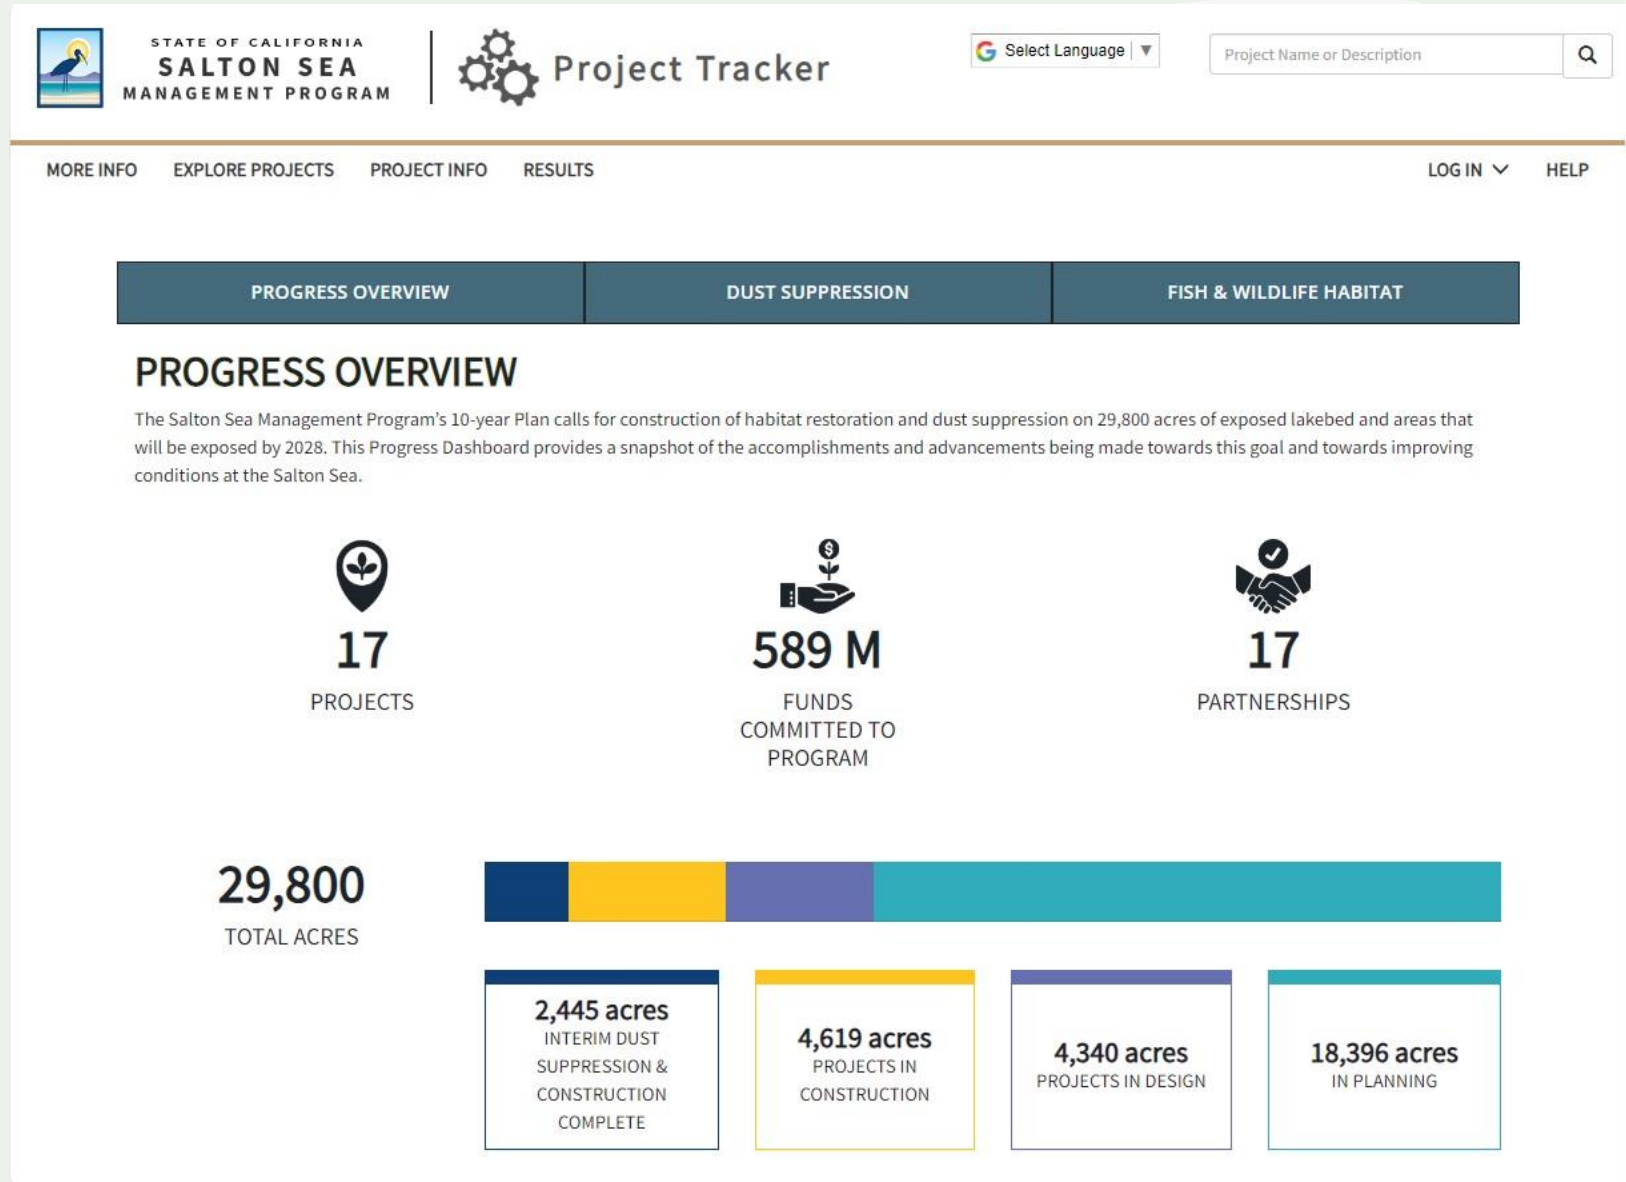 STATE OF CALIFORNIA
SALTON SEA
MANAGEMENT PROGRAM
Project Tracker
G Select Language ▼
Project Name or Description
MORE INFO
EXPLORE PROJECTS
PROJECT INFO
RESULTS
LOG IN
HELP
PROGRESS OVERVIEW
DUST SUPPRESSION
FISH & WILDLIFE HABITAT
PROGRESS OVERVIEW
The Salton Sea Management Program’s 10-year Plan calls for construction of habitat restoration and dust suppression on 29,800 acres of exposed lakebed and areas that
will be exposed by 2028. This Progress Dashboard provides a snapshot of the accomplishments and advancements being made towards this goal and towards improving
conditions at the Salton Sea.
17
PROJECTS
$
589 M
FUNDS
COMMITTED TO
PROGRAM
17
PARTNERSHIPS
29,800
TOTAL ACRES
2,445 acres
INTERIM DUST
SUPPRESSION &
CONSTRUCTION
COMPLETE
4,619 acres
PROJECTS IN
CONSTRUCTION
4,340 acres
PROJECTS IN DESIGN
18,396 acres
IN PLANNING